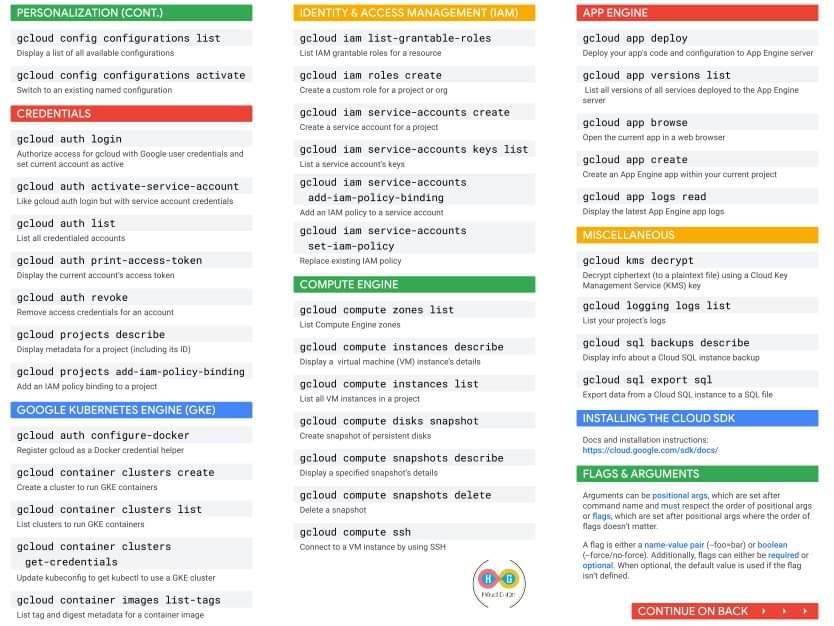 PERSONALIZATION (CONT.)
gcloud config configurations list
Display a list of all available configurations
gcloud config configurations activate
Switch to an existing named configuration
CREDENTIALS
gcloud auth login
Authorize access for gcloud with Google user credentials and
set current account as active
gcloud auth activate-service-account
Like gcloud auth login but with service account credentials
gcloud auth list
List all credentialed accounts
gcloud auth print-access-token
Display the current account's access token
gcloud auth revoke
Remove access credentials for an account
gcloud projects describe
Display metadata for a project (including its ID)
gcloud projects add-iam-policy-binding
Add an IAM policy binding to a project
GOOGLE KUBERNETES ENGINE (GKE)
gcloud auth configure-docker
Register gcloud as a Docker credential helper
gcloud container clusters create
Create a cluster to run GKE containers
gcloud container clusters list
List clusters to run GKE containers
gcloud container clusters
get-credentials
Update kubeconfig to get kubectl to use a GKE cluster
gcloud container images list-tags
List tag and digest metadata for a container image
IDENTITY & ACCESS MANAGEMENT (IAM)
gcloud iam list-grantable-roles
List IAM grantable roles for a resource
gcloud iam roles create
Create a custom role for a project or org
gcloud iam service-accounts create
Create a service account for a project
gcloud iam service-accounts keys list
List a service account's keys
gcloud iam service-accounts
add-iam-policy-binding
Add an IAM policy to a service account
gcloud iam service-accounts
set-iam-policy
Replace existing IAM policy
COMPUTE ENGINE
gcloud compute zones list
List Compute Engine zones
gcloud compute instances describe
Display a virtual machine (VM) instance's details
gcloud compute instances list
List all VM instances in a project
gcloud compute disks snapshot
Create snapshot of persistent disks
gcloud compute snapshots describe
Display a specified snapshot's details
gcloud compute snapshots delete
Delete a snapshot
gcloud compute ssh
Connect to a VM instance by using SSH
H G
APP ENGINE
gcloud app deploy
Deploy your app's code and configuration to App Engine server
gcloud app versions list
List all versions of all services deployed to the App Engine
server
gcloud app browse
Open the current app in a web browser
gcloud app create
Create an App Engine app within your current project
gcloud app logs read
Display the latest App Engine app logs
MISCELLANEOUS
gcloud kms decrypt
Decrypt ciphertext (to a plaintext file) using a Cloud Key
Management Service (KMS) key
gcloud logging logs list
List your project's logs
gcloud sql backups describe
Display info about a Cloud SQL instance backup
gcloud sql export sql
Export data from a Cloud SQL instance to a SQL file
INSTALLING THE CLOUD SDK
Docs and installation instructions:
https://cloud.google.com/sdk/docs/
FLAGS & ARGUMENTS
Arguments can be positional args, which are set after
command name and must respect the order of positional args
or flags, which are set after positional args where the order of
flags doesn't matter.
A flag is either a name-value pair (--foo=bar) or boolean
(--force/no-force). Additionally, flags can either be required or
optional. When optional, the default value is used if the flag
isn't defined.
CONTINUE ON BACK